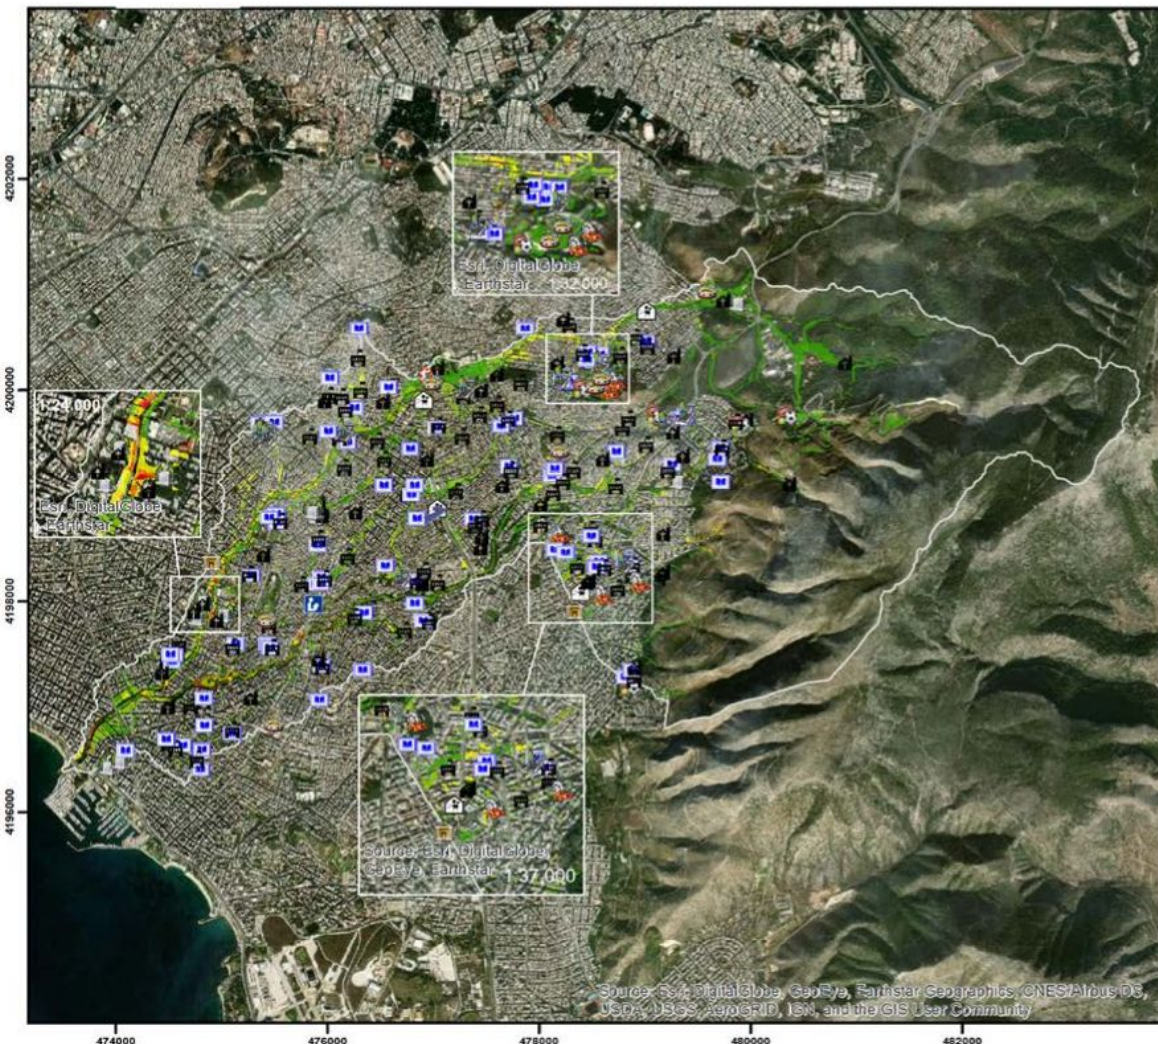 4202000
Esri, DigitalGlobe
Earthstar
1:32.000
4200000
1:24.000
Esri, DigitalGlobe
Earthstar
4198000
4196000
Source: Esri, DigitalGlobe,
GeoEye, Earthstar
1:37,000
Source: Esri, DigitalGlobe, GeoEye, Earthstar Geographics, CNES/Airbus DS,
USDA, USGS, AeroGRID, IGN, and the GIS User Community
474000
476000
478000
480000
482000